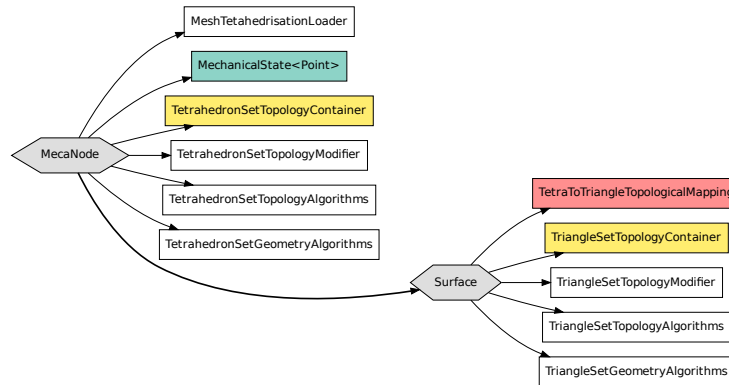 MeshTetahedrisationLoader
MechanicalState<Point>
TetrahedronSetTopologyContainer
MecaNode
TetrahedronSetTopologyModifier
TetrahedronSetTopologyAlgorithms
TetrahedronSetGeometryAlgorithms
TetraToTriangleTopologicalMapping
TriangleSetTopologyContainer
Surface
TriangleSetTopologyModifier
TriangleSetTopologyAlgorithms
TriangleSetGeometryAlgorithms